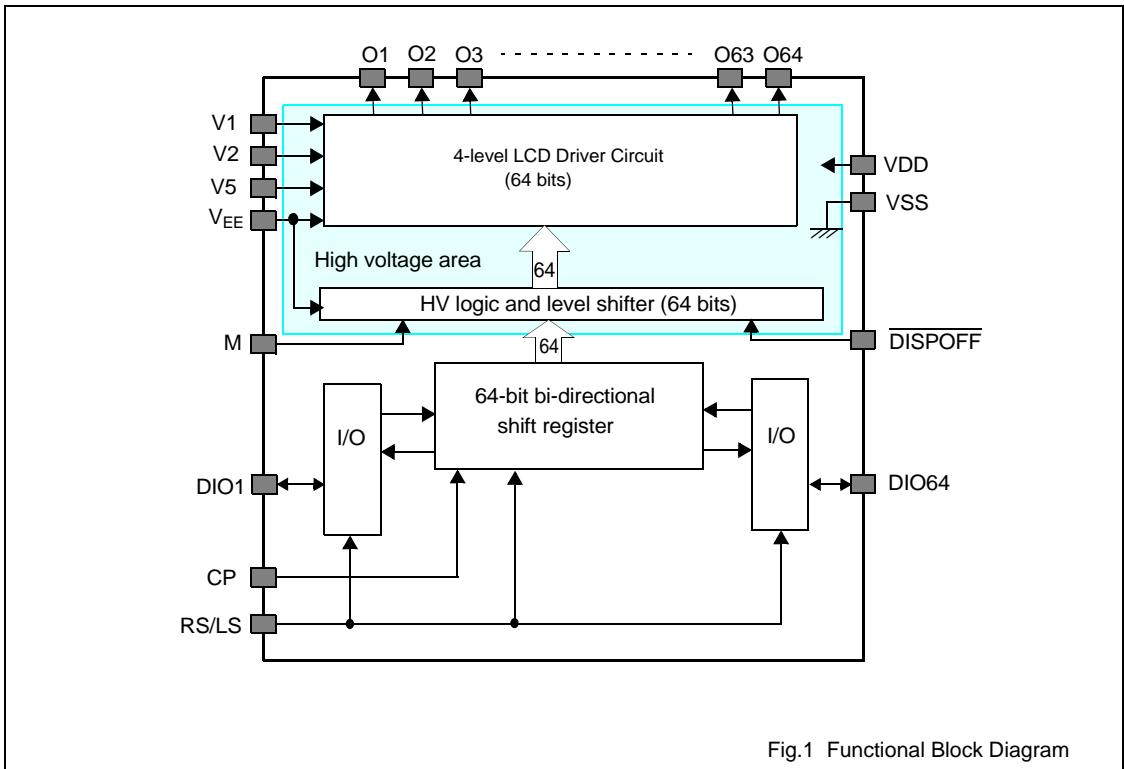 O1 O2 O3 O63 O64
V1
V2
V5
VEE
4-level LCD Driver Circuit
(64 bits)
VDD
VSS
High voltage area
64
HV logic and level shifter (64 bits)
M
DISPOFF
64
64-bit bi-directional
shift register
I/O
I/O
DIO1
DIO64
CP
RS/LS
Fig.1 Functional Block Diagram